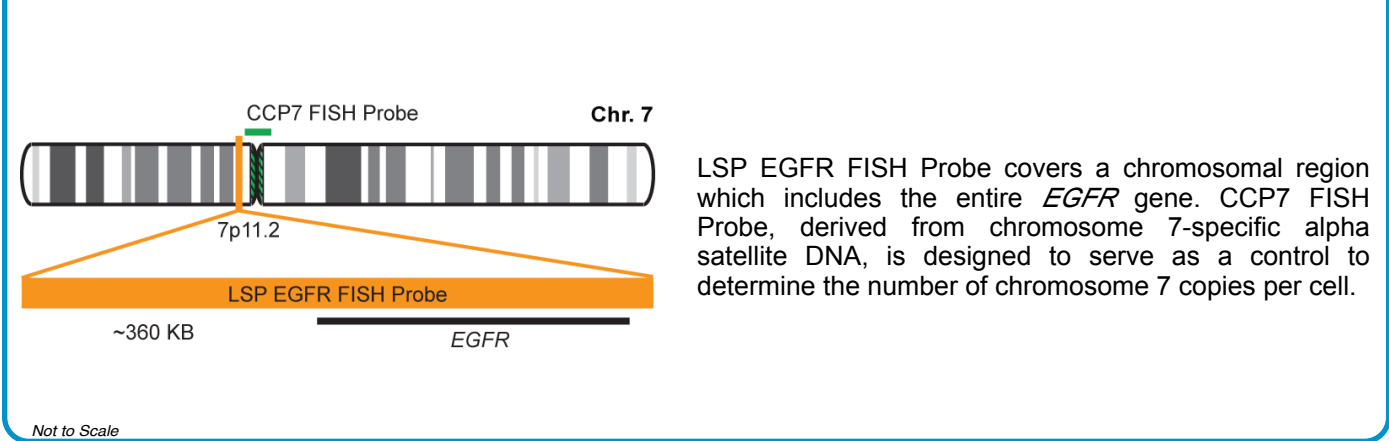 CCP7 FISH Probe
Chr. 7
7p11.2
LSP EGFR FISH Probe
~360 KB
EGFR
LSP EGFR FISH Probe covers a chromosomal region
which includes the entire EGFR gene. CCP7 FISH
Probe, derived from chromosome 7-specific alpha
satellite DNA, is designed to serve as a control to
determine the number of chromosome 7 copies per cell.
Not to Scale